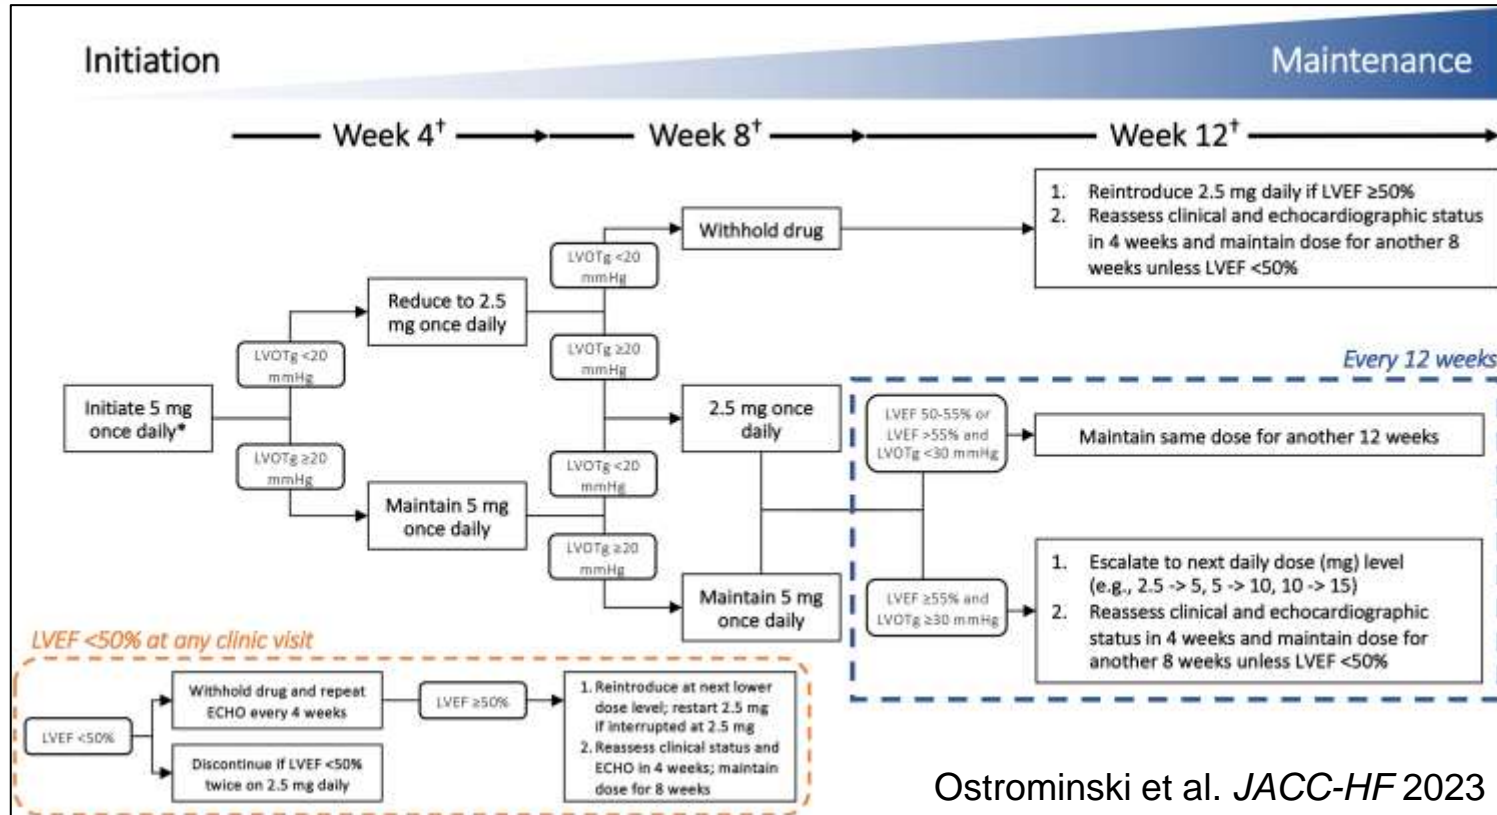 Initiation
Maintenance
Week 4†
Week 8†
Week 12†
Initiate 5 mg
once daily*
LVOTg <20
mmHg
LVOTg ≥20
mmHg
Reduce to 2.5
mg once daily
Maintain 5 mg
once daily
LVOTg <20
mmHg
LVOTg ≥20
mmHg
LVOTg <20
mmHg
LVOTg ≥20
mmHg
Withhold drug
2.5 mg once
daily
Maintain 5 mg
once daily
1. Reintroduce 2.5 mg daily if LVEF ≥50%
2. Reassess clinical and echocardiographic status
in 4 weeks and maintain dose for another 8
weeks unless LVEF <50%
Every 12 weeks
LVEF 50-55% or
LVEF >55% and
LVOTg <30 mmHg
Maintain same dose for another 12 weeks
LVEF ≥55% and
LVOTg ≥30 mmHg
1. Escalate to next daily dose (mg) level
(e.g., 2.5 -> 5, 5 -> 10, 10 -> 15)
2. Reassess clinical and echocardiographic
status in 4 weeks and maintain dose for
another 8 weeks unless LVEF <50%
LVEF <50% at any clinic visit
LVEF <50%
Withhold drug and repeat
ECHO every 4 weeks
Discontinue if LVEF <50%
twice on 2.5 mg daily
LVEF ≥50%
1. Reintroduce at next lower
dose level; restart 2.5 mg
if interrupted at 2.5 mg
2. Reassess clinical status and
ECHO in 4 weeks; maintain
dose for 8 weeks
Ostrominski et al. JACC-HF 2023